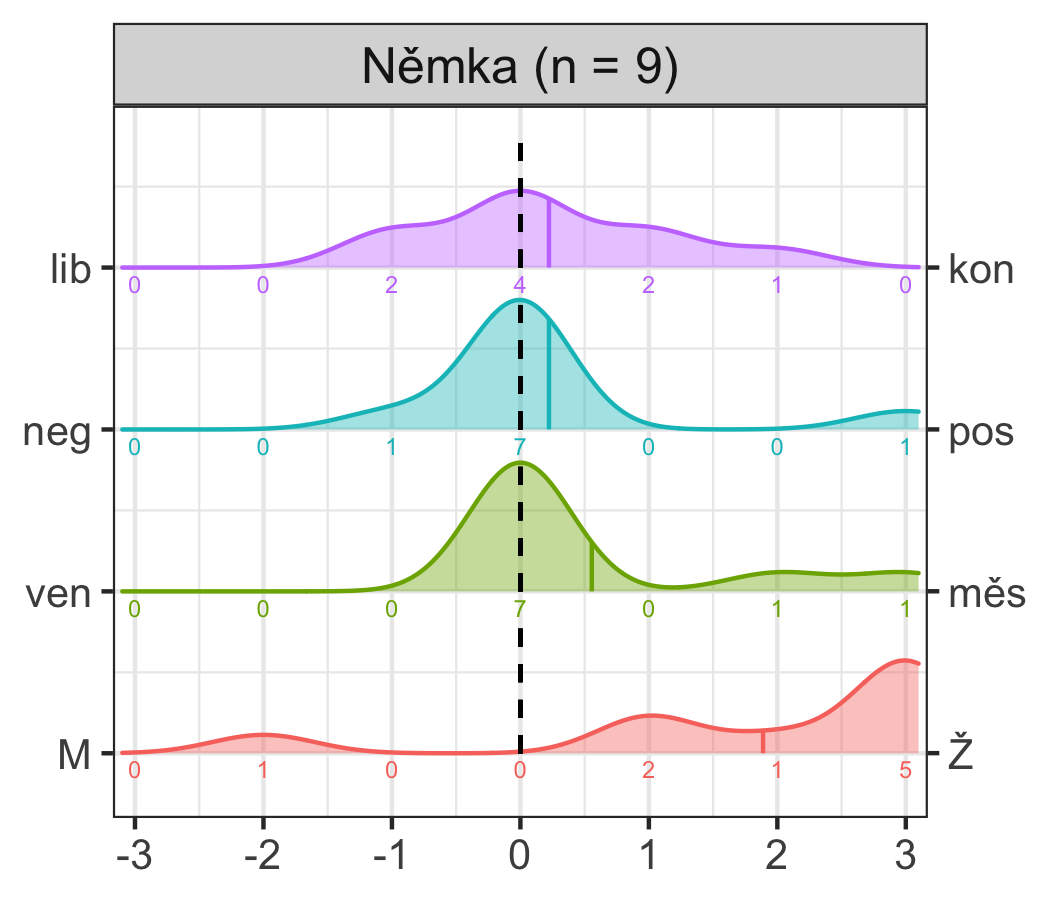 Němka (n = 9)
lib kon
0 0 2 4 2 1 0
neg pos
0 0 1 7 0 0 1
ven měs
0 0 0 7 0 1 1
M Ž
0 1 0 0 2 1 5
-3 -2 -1 0 1 2 3